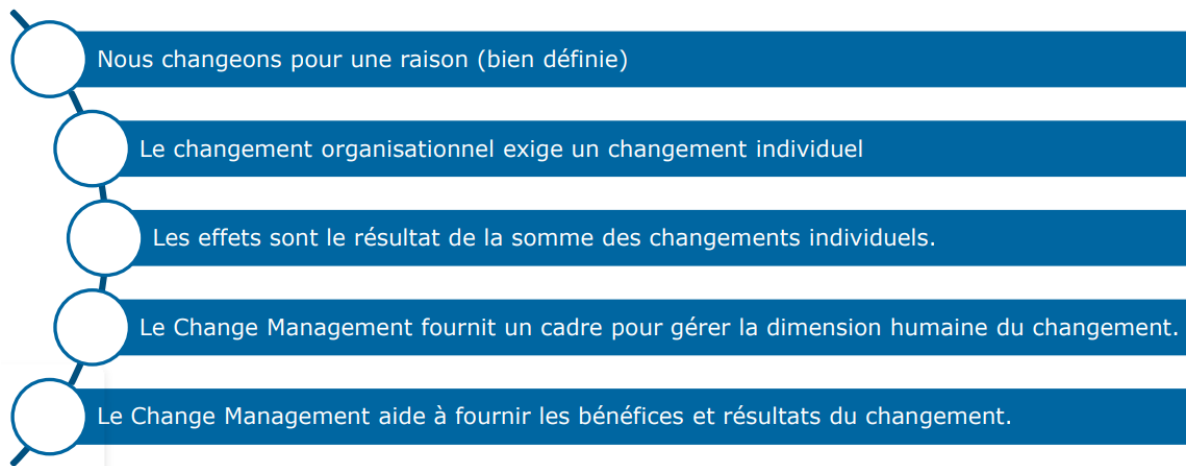 Nous changeons pour une raison (bien définie)
Le changement organisationnel exige un changement individuel
Les effets sont le résultat de la somme des changements individuels.
Le Change Management fournit un cadre pour gérer la dimension humaine du changement.
Le Change Management aide à fournir les bénéfices et résultats du changement.